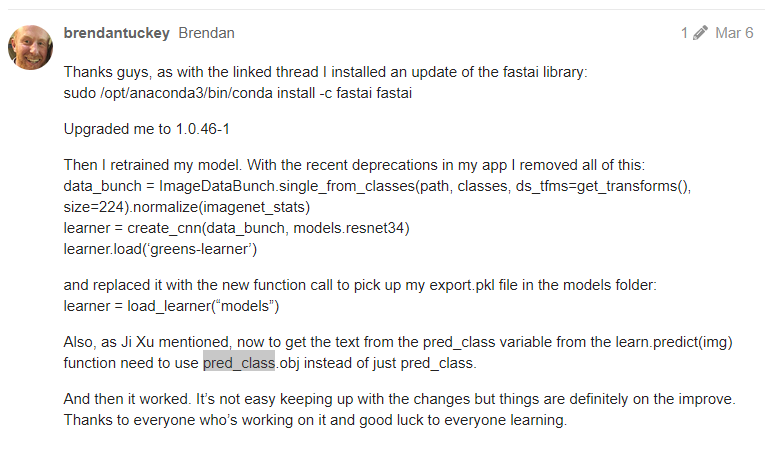 brendantuckey Brendan 1 Mar 6
Thanks guys, as with the linked thread I installed an update of the fastai library:
sudo /opt/anaconda3/bin/conda install -c fastai fastai
Upgraded me to 1.0.46-1
Then I retrained my model. With the recent deprecations in my app I removed all of this:
data_bunch = ImageDataBunch.single_from_classes(path, classes, ds_tfms=get_transforms(),
size=224).normalize(imagenet_stats)
learner = create_cnn(data_bunch, models.resnet34)
learner.load(‘greens-learner’)
and replaced it with the new function call to pick up my export.pkl file in the models folder:
learner = load_learner(“models”)
Also, as Ji Xu mentioned, now to get the text from the pred_class variable from the learn.predict(img)
function need to use pred_class.obj instead of just pred_class.
And then it worked. It’s not easy keeping up with the changes but things are definitely on the improve.
Thanks to everyone who’s working on it and good luck to everyone learning.